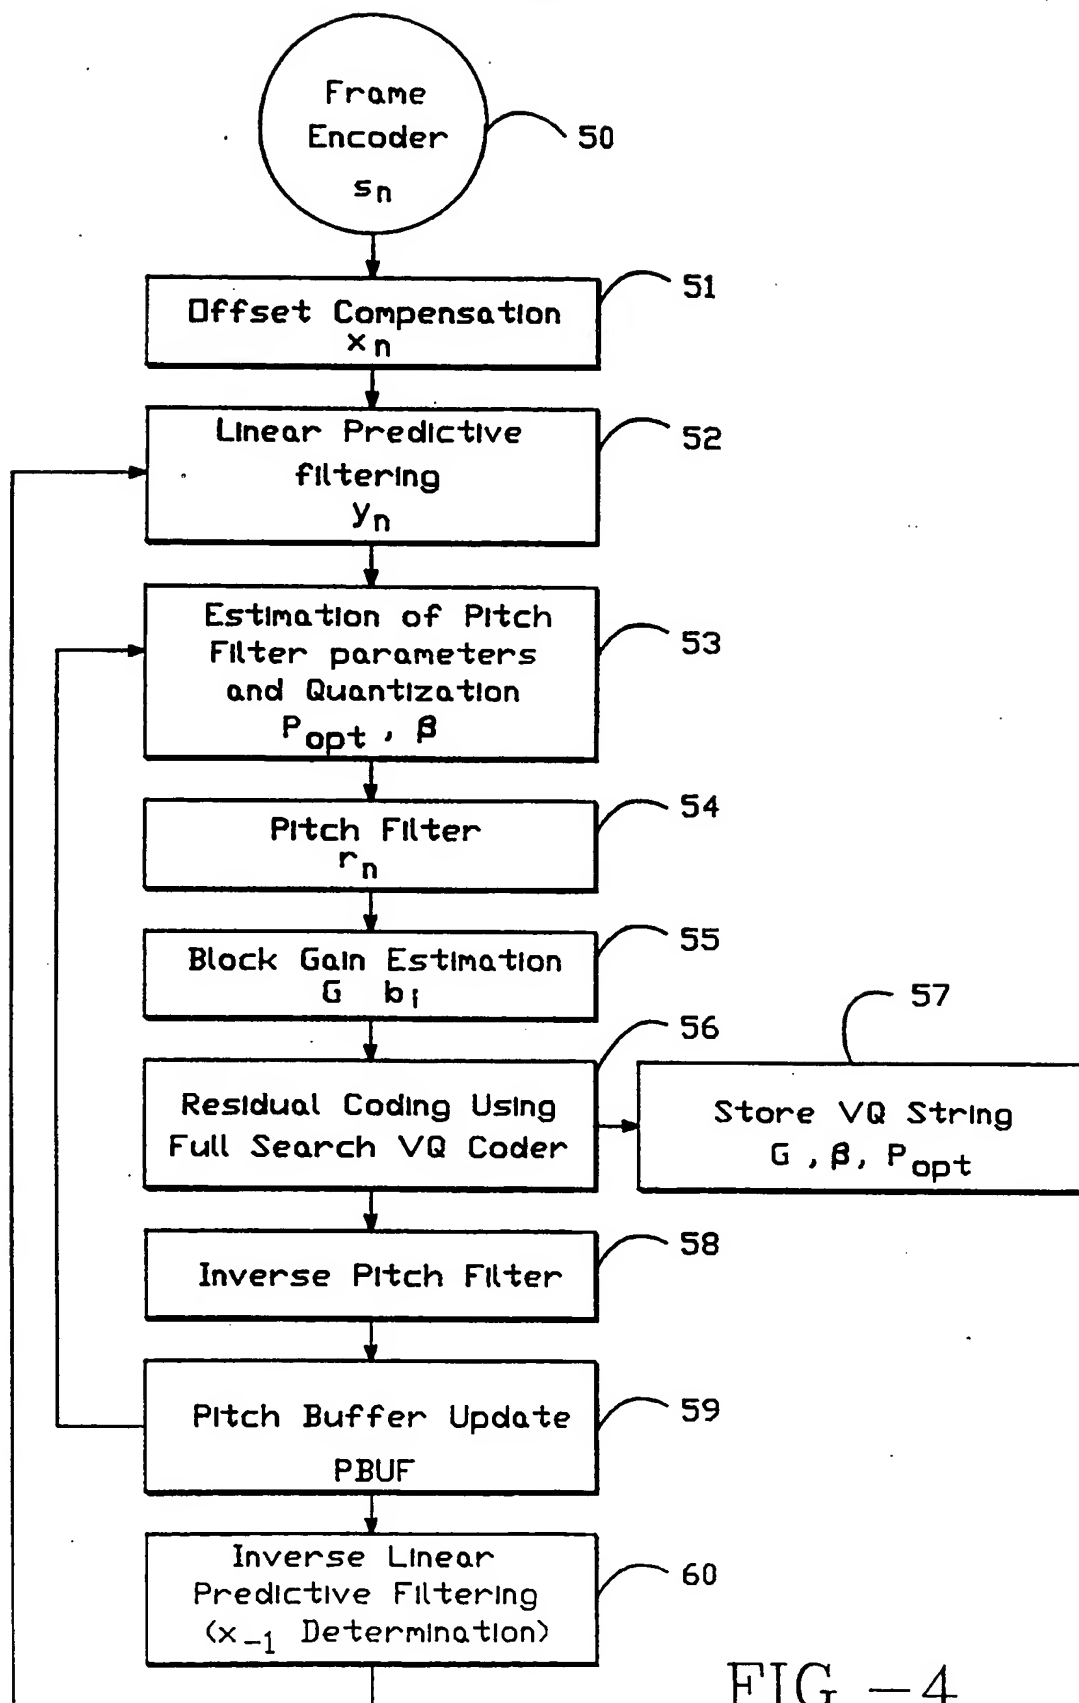 Frame
Encoder
sn
50
Offset Compensation
xn
51
Linear Predictive
filtering
yn
52
Estimation of Pitch
Filter parameters
and Quantization
Popt , β
53
Pitch Filter
rn
54
Block Gain Estimation
G bi
55
Residual Coding Using
Full Search VQ Coder
56
Store VQ String
G , β, Popt
57
Inverse Pitch Filter
58
Pitch Buffer Update
PBUF
59
Inverse Linear
Predictive Filtering
(x-1 Determination)
60
FIG.-4